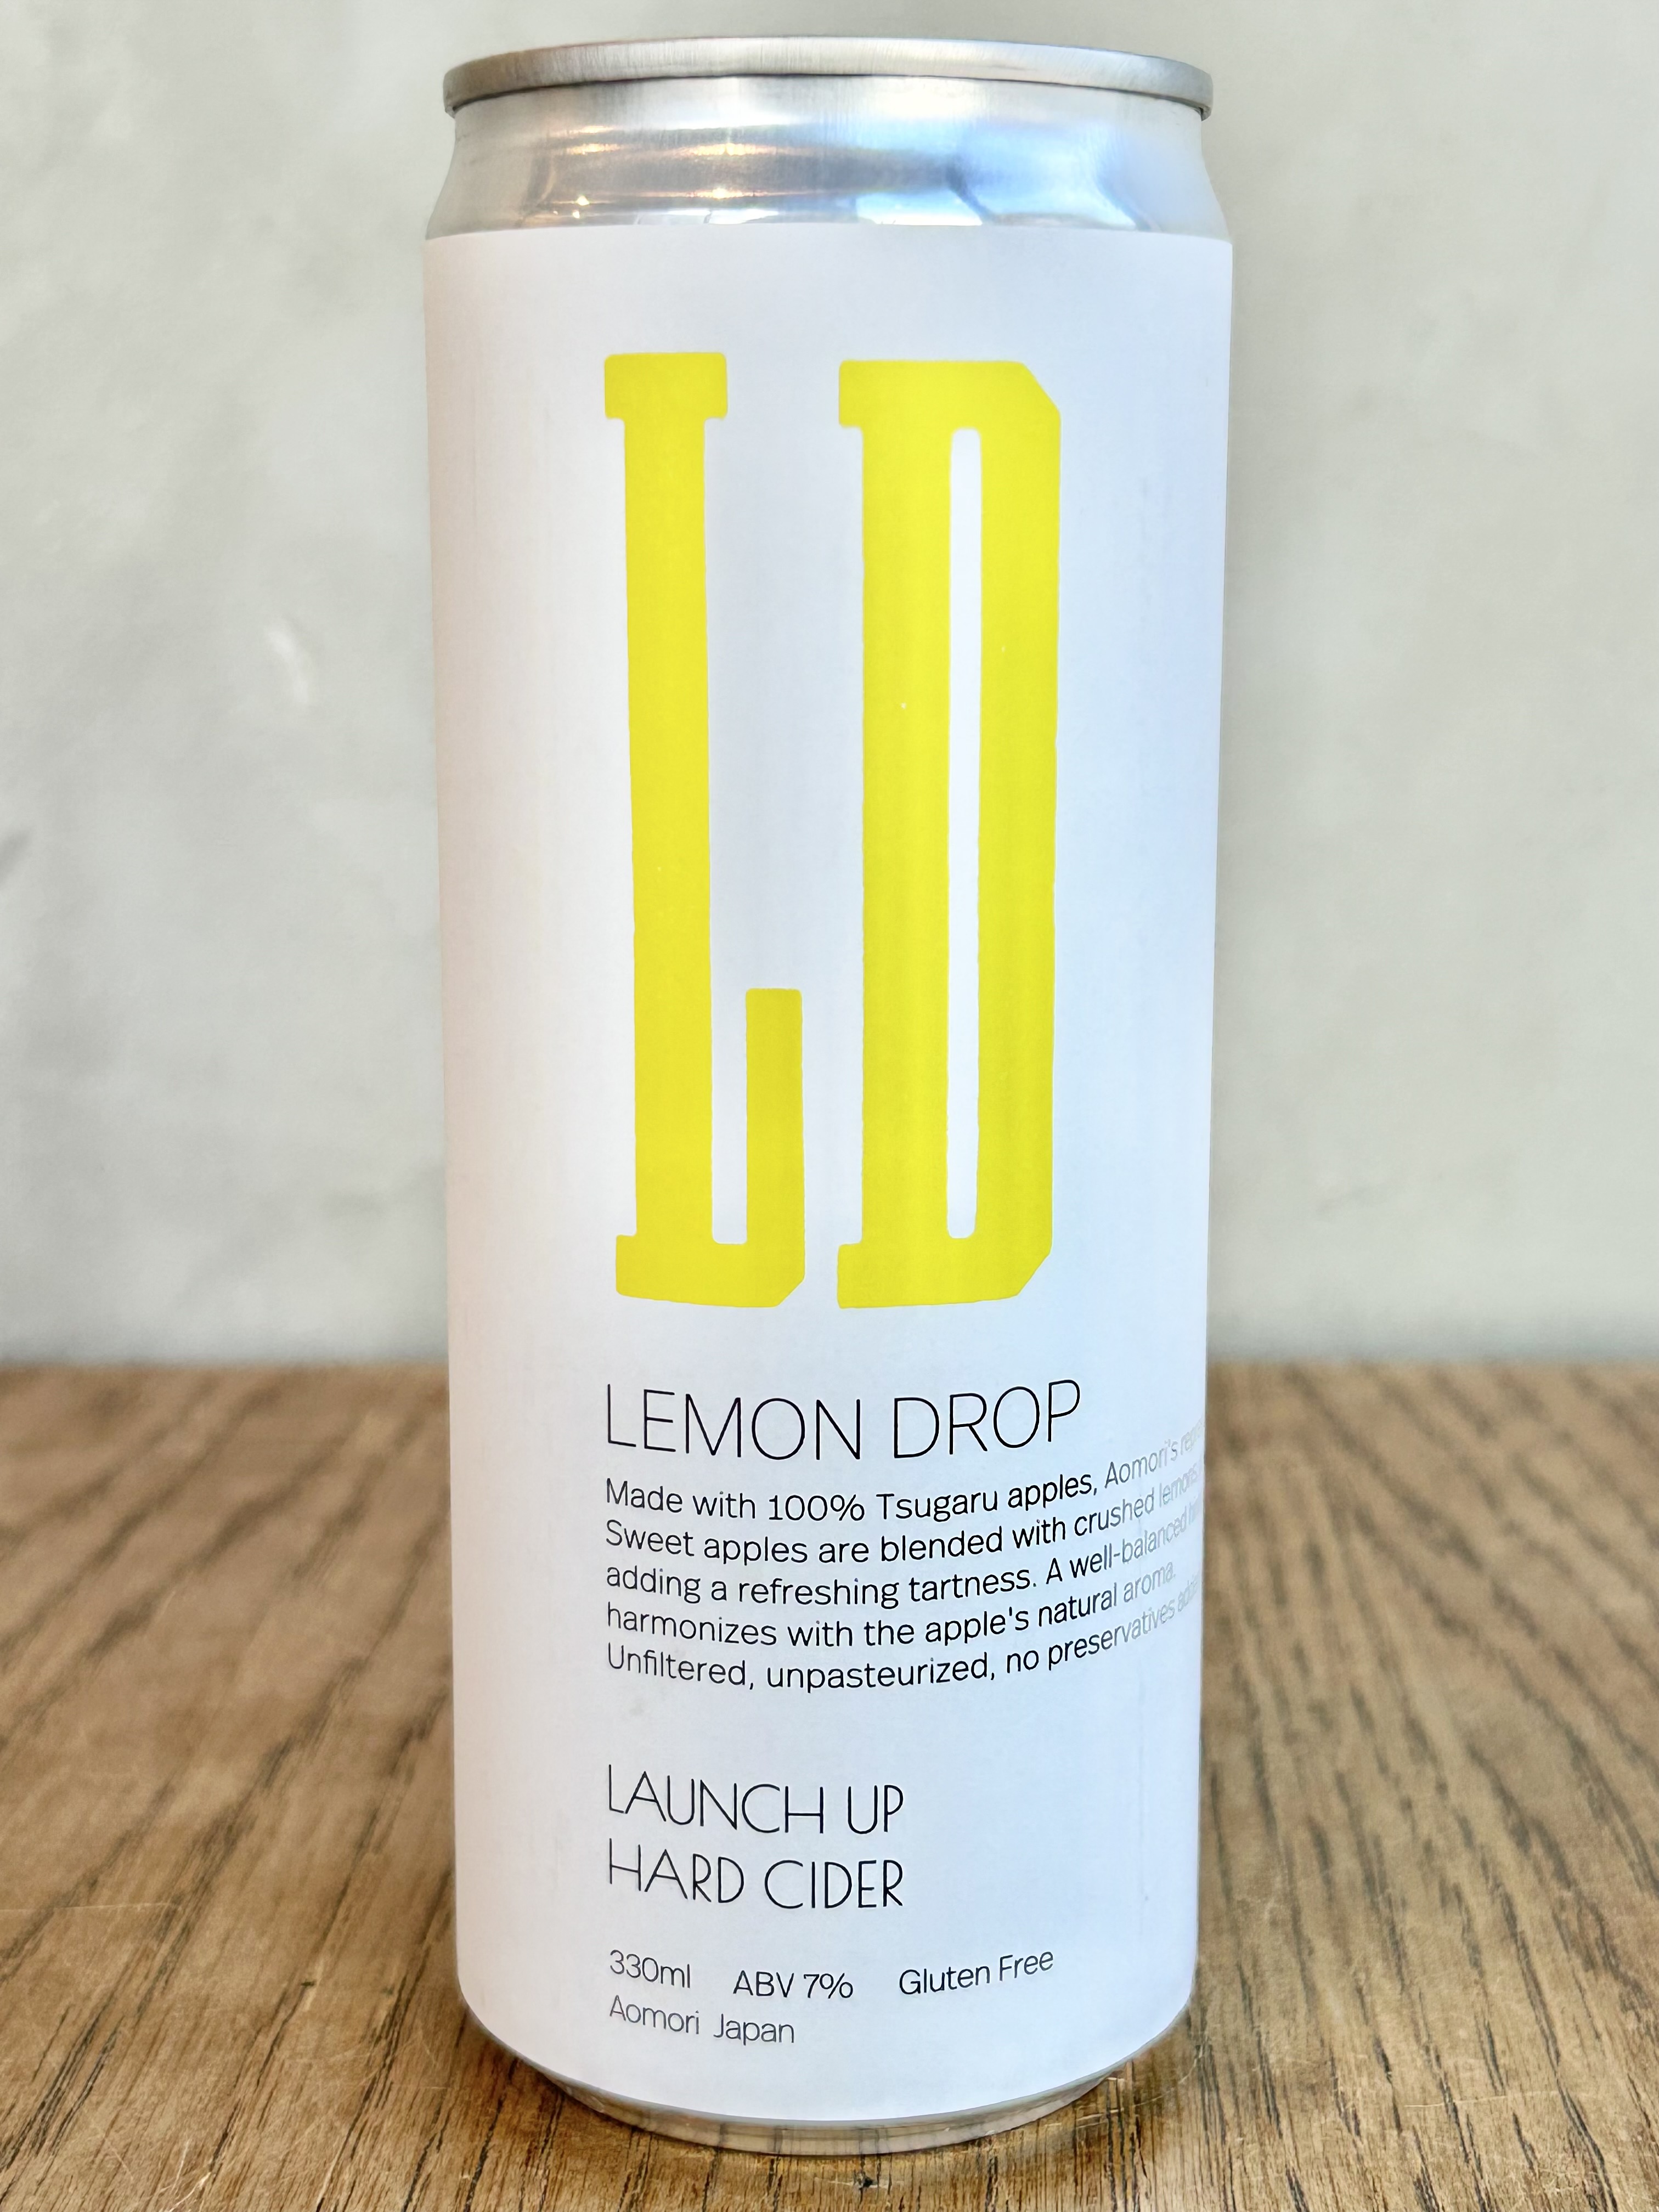 LD
LEMON DROP
Made with 100% Tsugaru apples, Aomori's
Sweet apples are blended with crushed lemons,
adding a refreshing tartness. A well-balanced
harmonizes with the apple's natural aroma.
Unfiltered, unpasteurized, no preservatives
LAUNCH UP
HARD CIDER
330ml ABV 7% Gluten Free
Aomori Japan